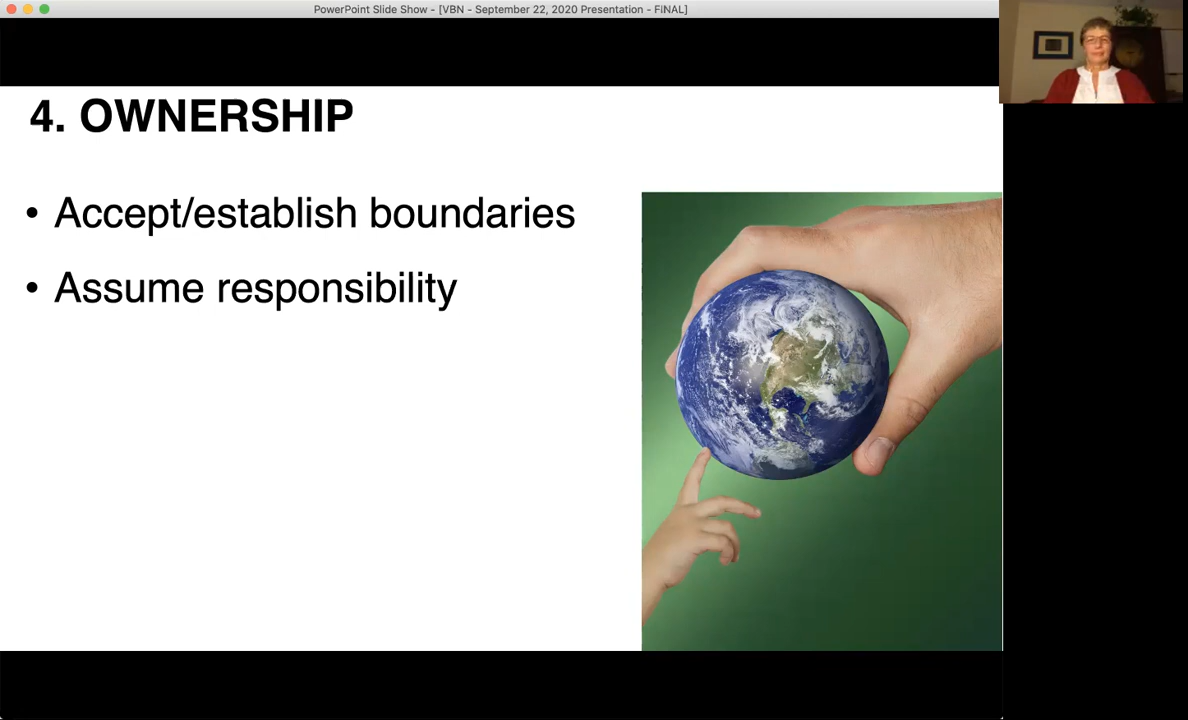 PowerPoint Slide Show - [VBN - September 22, 2020 Presentation - FiNAL]
4. OWNERSHIP
• Accept/establish boundaries
• Assume responsibility